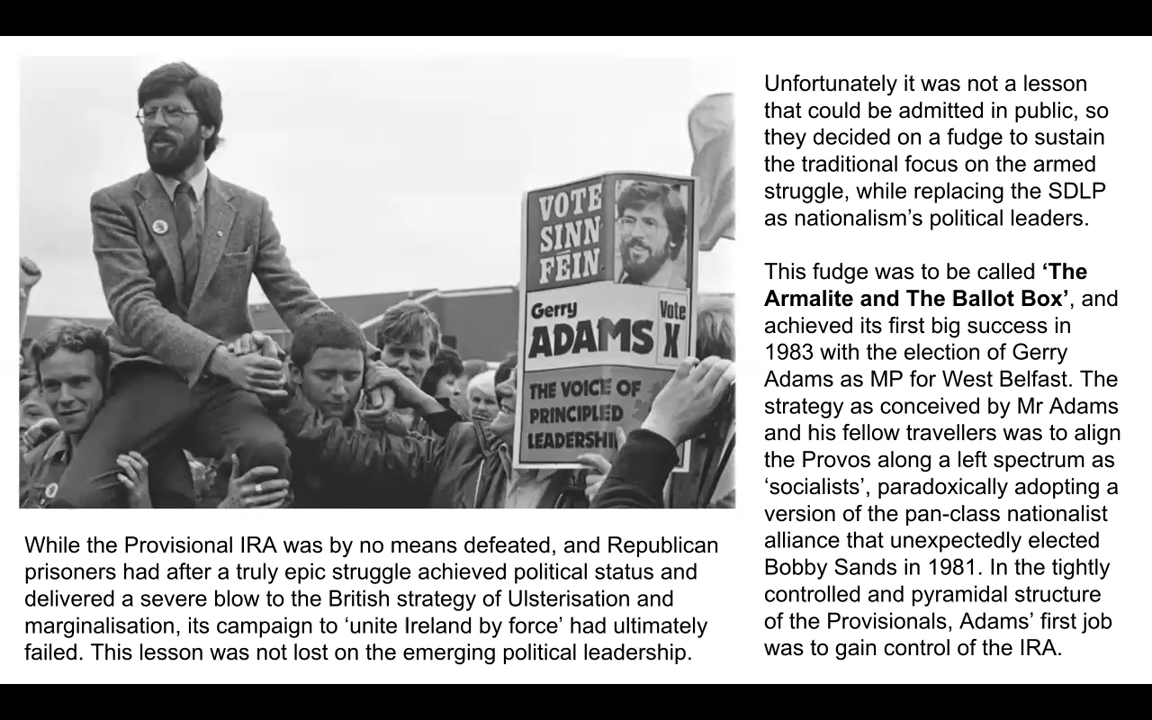 VOTE
SINN
FÉIN
Gerry
ADAMS
Vote
X
THE VOICE OF
PRINCIPLED
LEADERSHI
While the Provisional IRA was by no means defeated, and Republican
prisoners had after a truly epic struggle achieved political status and
delivered a severe blow to the British strategy of Ulsterisation and
marginalisation, its campaign to ‘unite Ireland by force’ had ultimately
failed. This lesson was not lost on the emerging political leadership.
Unfortunately it was not a lesson
that could be admitted in public, so
they decided on a fudge to sustain
the traditional focus on the armed
struggle, while replacing the SDLP
as nationalism’s political leaders.
This fudge was to be called ‘The
Armalite and The Ballot Box’, and
achieved its first big success in
1983 with the election of Gerry
Adams as MP for West Belfast. The
strategy as conceived by Mr Adams
and his fellow travellers was to align
the Provos along a left spectrum as
‘socialists’, paradoxically adopting a
version of the pan-class nationalist
alliance that unexpectedly elected
Bobby Sands in 1981. In the tightly
controlled and pyramidal structure
of the Provisionals, Adams’ first job
was to gain control of the IRA.